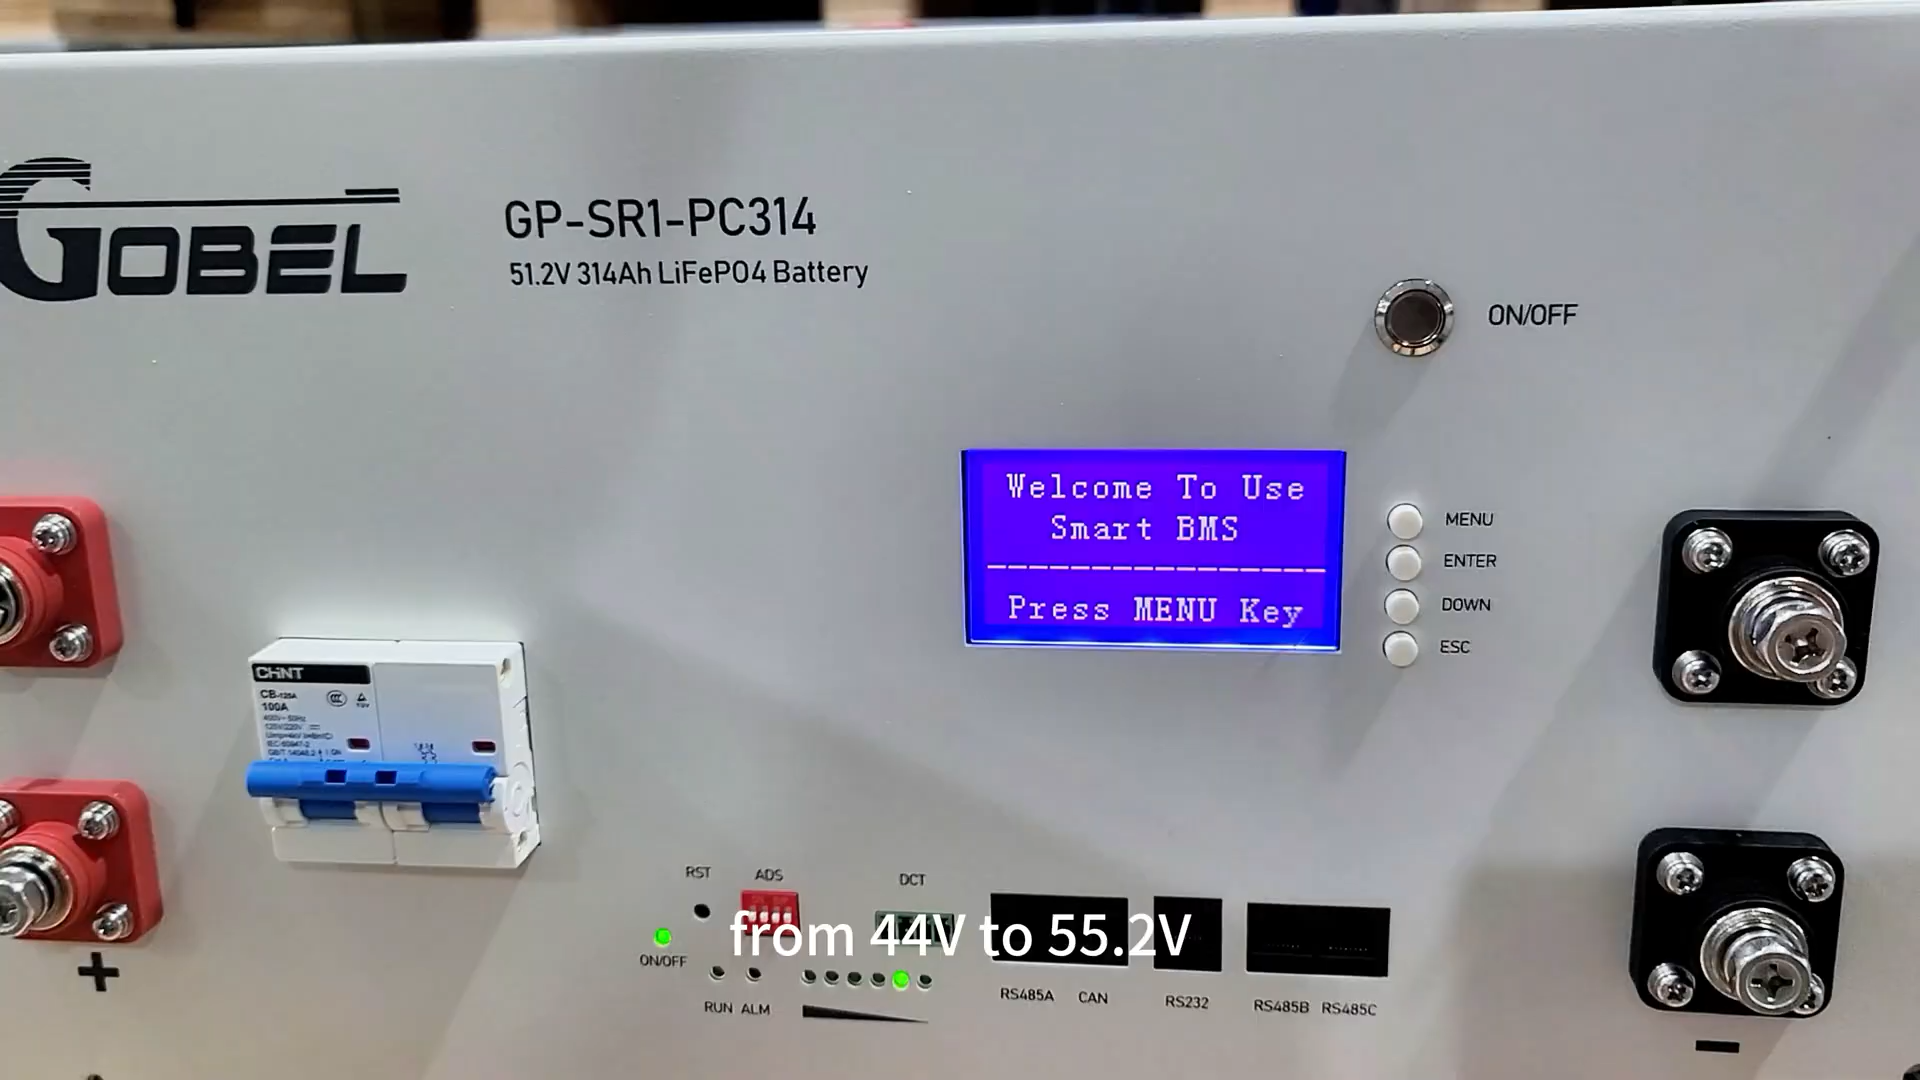 GOBEL
GP-SR1-PC314
51.2V 314Ah LiFePO4 Battery
ON/OFF
Welcome To Use
Smart BMS
Press MENU Key
MENU
ENTER
DOWN
ESC
CHNT
CB-125A
100A
RST
ADS
DCT
from 44V to 55.2V
ON/OFF
RUN ALM
RS485A CAN
RS232
RS485B RS485C
+
−